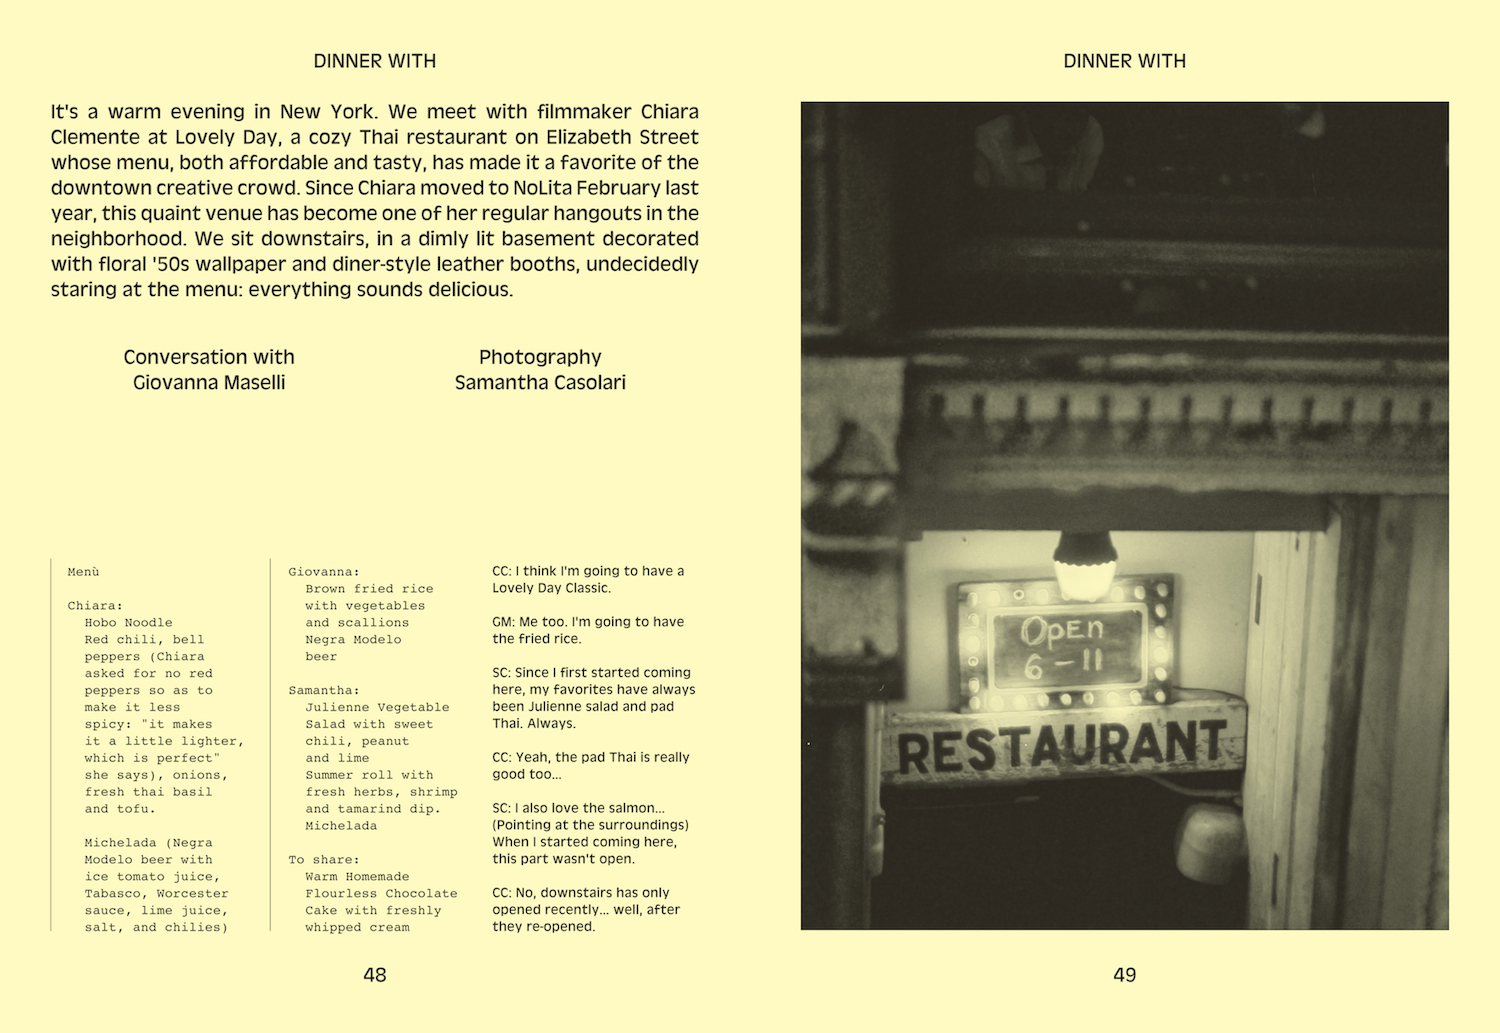 DINNER WITH
It's a warm evening in New York. We meet with filmmaker Chiara
Clemente at Lovely Day, a cozy Thai restaurant on Elizabeth Street
whose menu, both affordable and tasty, has made it a favorite of the
downtown creative crowd. Since Chiara moved to NoLita February last
year, this quaint venue has become one of her regular hangouts in the
neighborhood. We sit downstairs, in a dimly lit basement decorated
with floral '50s wallpaper and diner-style leather booths, undecidedly
staring at the menu: everything sounds delicious.
Conversation with
Giovanna Maselli
Photography
Samantha Casolari
Menù
Chiara:
Hobo Noodle
Red chili, bell
peppers (Chiara
asked for no red
peppers so as to
make it less
spicy: "it makes
it a little lighter,
which is perfect"
she says), onions,
fresh thai basil
and tofu.
Michelada (Negra
Modelo beer with
ice tomato juice,
Tabasco, Worcester
sauce, lime juice,
salt, and chilies)
Giovanna:
Brown fried rice
with vegetables
and scallions
Negra Modelo
beer
Samantha:
Julienne Vegetable
Salad with sweet
chili, peanut
and lime
Summer roll with
fresh herbs, shrimp
and tamarind dip.
Michelada
To share:
Warm Homemade
Flourless Chocolate
Cake with freshly
whipped cream
CC: I think I'm going to have a
Lovely Day Classic.
GM: Me too. I'm going to have
the fried rice.
SC: Since I first started coming
here, my favorites have always
been Julienne salad and pad
Thai. Always.
CC: Yeah, the pad Thai is really
good too...
SC: I also love the salmon...
(Pointing at the surroundings)
When I started coming here,
this part wasn't open.
CC: No, downstairs has only
opened recently... well, after
they re-opened.
48
DINNER WITH
OpEn
6-11
RESTAURANT
49